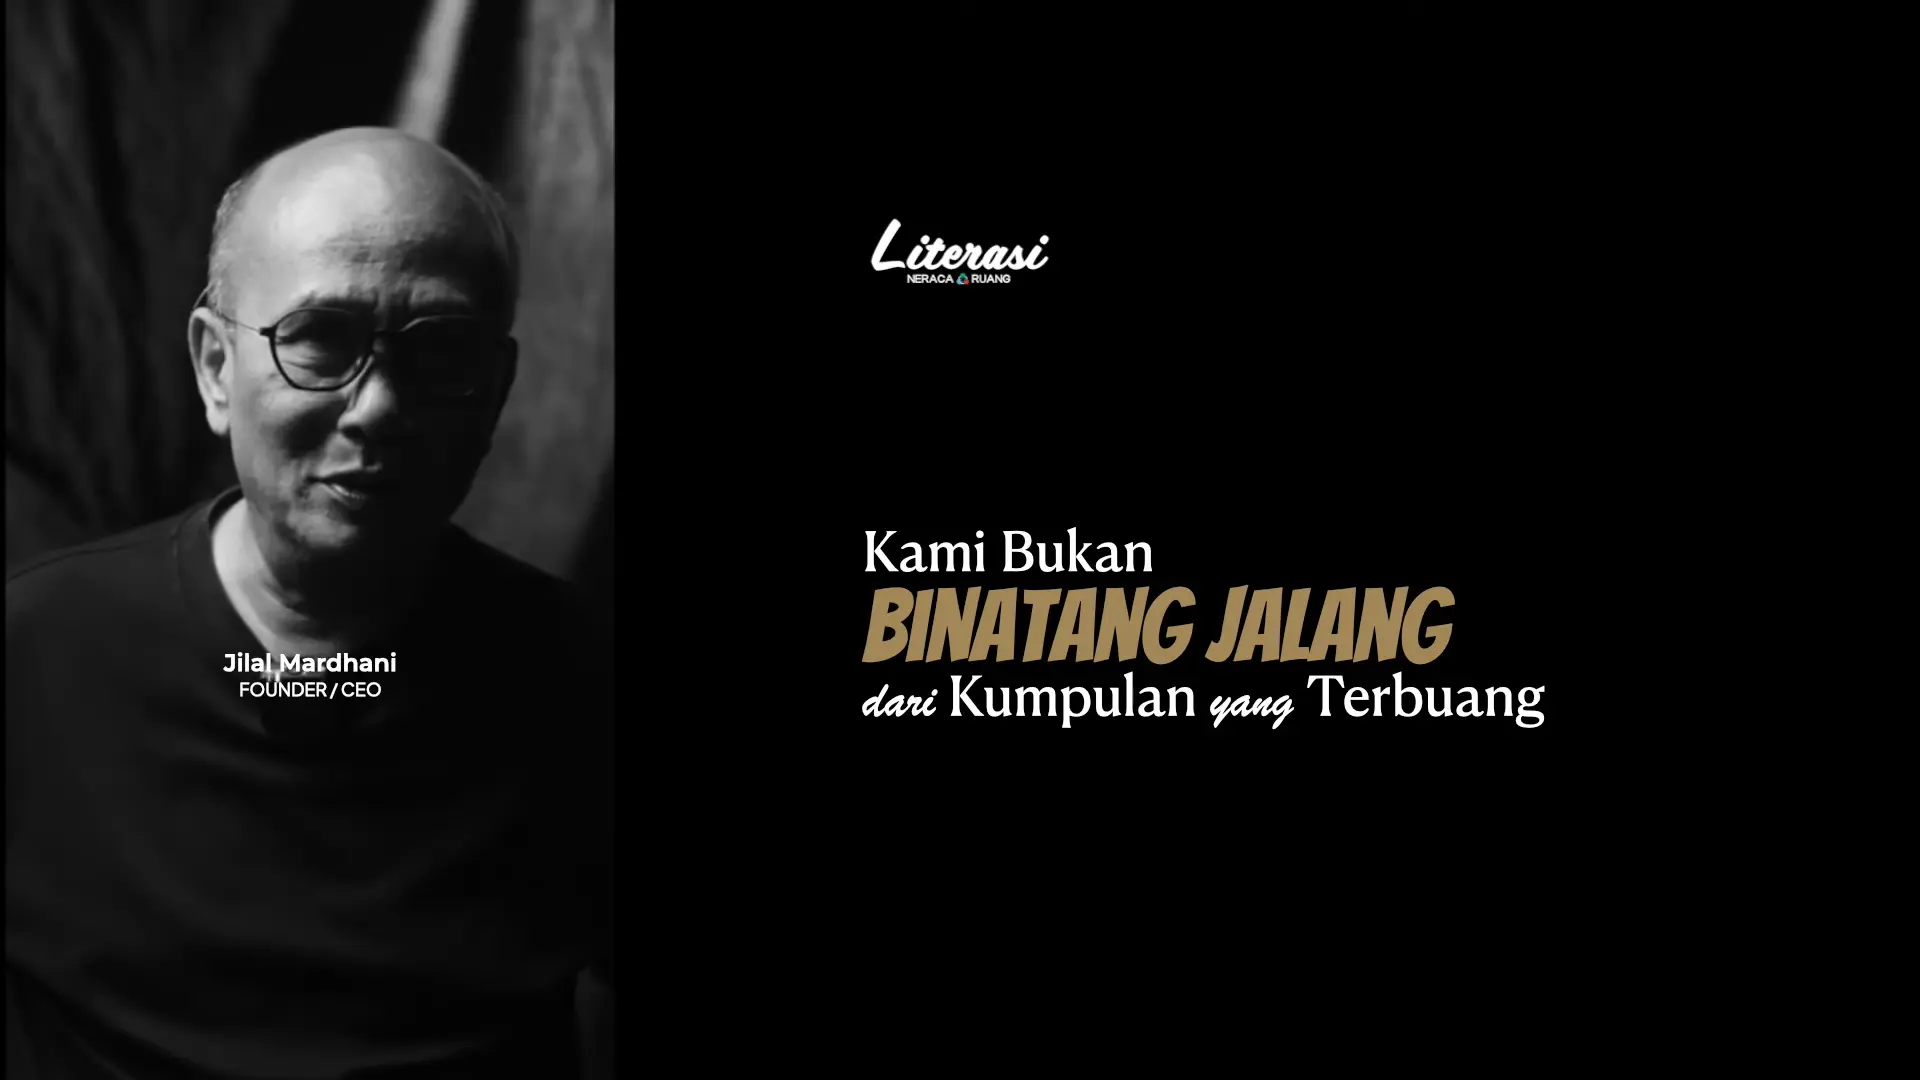 Literasi
NERACA RUANG
Kami Bukan
BINATANG JALANG
dari Kumpulan yang Terbuang
Jilal Mardhani
FOUNDER / CEO